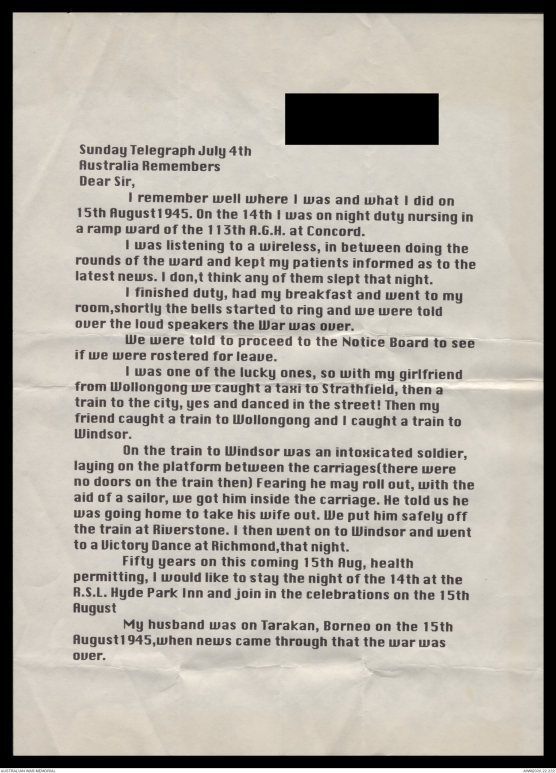 Sunday Telegraph July 4th
Australia Remembers
Dear Sir,
I remember well where I was and what I did on
15th August1945. On the 14th I was on night duty nursing in
a ramp ward of the 113th A.G.H. at Concord.
I was listening to a wireless, in between doing the
rounds of the ward and kept my patients informed as to the
latest news. I don,t think any of them slept that night.
I finished duty, had my breakfast and went to my
room,shortly the bells started to ring and we were told
over the loud speakers the War was over.
We were told to proceed to the Notice Board to see
if we were rostered for leave.
I was one of the lucky ones, so with my girlfriend
from Wollongong we caught a taxi to Strathfield, then a
train to the city, yes and danced in the street! Then my
friend caught a train to Wollongong and I caught a train to
Windsor.
On the train to Windsor was an intoxicated soldier,
laying on the platform between the carriages(there were
no doors on the train then) Fearing he may roll out, with the
aid of a sailor, we got him inside the carriage. He told us he
was going home to take his wife out. We put him safely off
the train at Riverstone. I then went on to Windsor and went
to a Victory Dance at Richmond,that night.
Fifty years on this coming 15th Aug, health
permitting, I would like to stay the night of the 14th at the
R.S.L. Hyde Park Inn and join in the celebrations on the 15th
August
My husband was on Tarakan, Borneo on the 15th
August1945,when news came through that the war was
over.
AUSTRALIAN WAR MEMORIAL